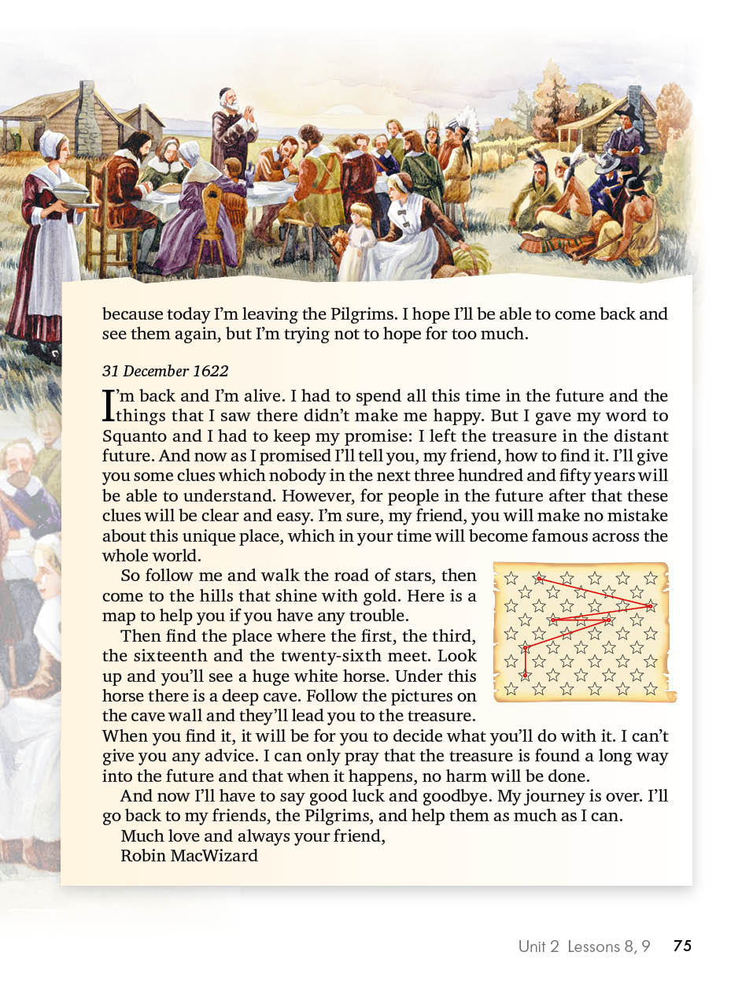 because today I’m leaving the Pilgrims. I hope I’ll be able to come back and
see them again, but I’m trying not to hope for too much.
31 December 1622
I’m back and I’m alive. I had to spend all this time in the future and the
things that I saw there didn’t make me happy. But I gave my word to
Squanto and I had to keep my promise: I left the treasure in the distant
future. And now as I promised I’ll tell you, my friend, how to find it. I’ll give
you some clues which nobody in the next three hundred and fifty years will
be able to understand. However, for people in the future after that these
clues will be clear and easy. I’m sure, my friend, you will make no mistake
about this unique place, which in your time will become famous across the
whole world.
So follow me and walk the road of stars, then
come to the hills that shine with gold. Here is a
map to help you if you have any trouble.
Then find the place where the first, the third,
the sixteenth and the twenty-sixth meet. Look
up and you’ll see a huge white horse. Under this
horse there is a deep cave. Follow the pictures on
the cave wall and they’ll lead you to the treasure.
When you find it, it will be for you to decide what you’ll do with it. I can’t
give you any advice. I can only pray that the treasure is found a long way
into the future and that when it happens, no harm will be done.
And now I’ll have to say good luck and goodbye. My journey is over. I’ll
go back to my friends, the Pilgrims, and help them as much as I can.
Much love and always your friend,
Robin MacWizard
Unit 2 Lessons 8, 9 75